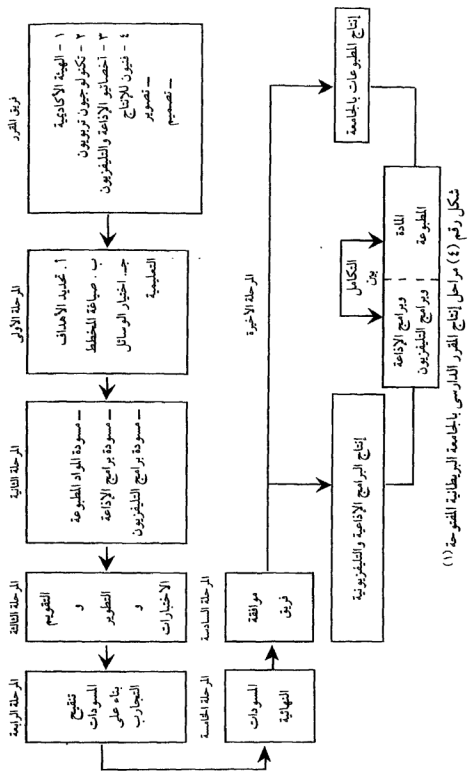 فريق المقرر
١ - الهيئة الأكاديمية
٢ - تكنولوجيون تربويون
٣ - أخصائيو الإذاعة والتليفزيون
٤ - فنيون للإنتاج
– تصوير
– تصميم
المرحلة الأولى
أ . تحديد الأهداف
ب . صياغة المخطط
جـ . اختيار الوسائل
التعليمية
المرحلة الثانية
– مسودة المواد المطبوعة
– مسودة برامج الإذاعة
– مسودة برامج التليفزيون
المرحلة الثالثة
الاختبارات
و
التطوير
و
التقويم
المرحلة الرابعة
تنقيح
المسودات
بناء على
التجارب
المرحلة الخامسة
المسودات
النهائية
المرحلة السادسة
موافقة
فريق
المرحلة الأخيرة
إنتاج المطبوعات بالجامعة
إنتاج البرامج الإذاعية والتليفزيونية
التكامل
بين
المادة
المطبوعة
وبرامج الإذاعة
وبرامج التليفزيون
شكل رقم (٤) مراحل إنتاج المقرر الدارسى بالجامعة البريطانية المفتوحة (١)